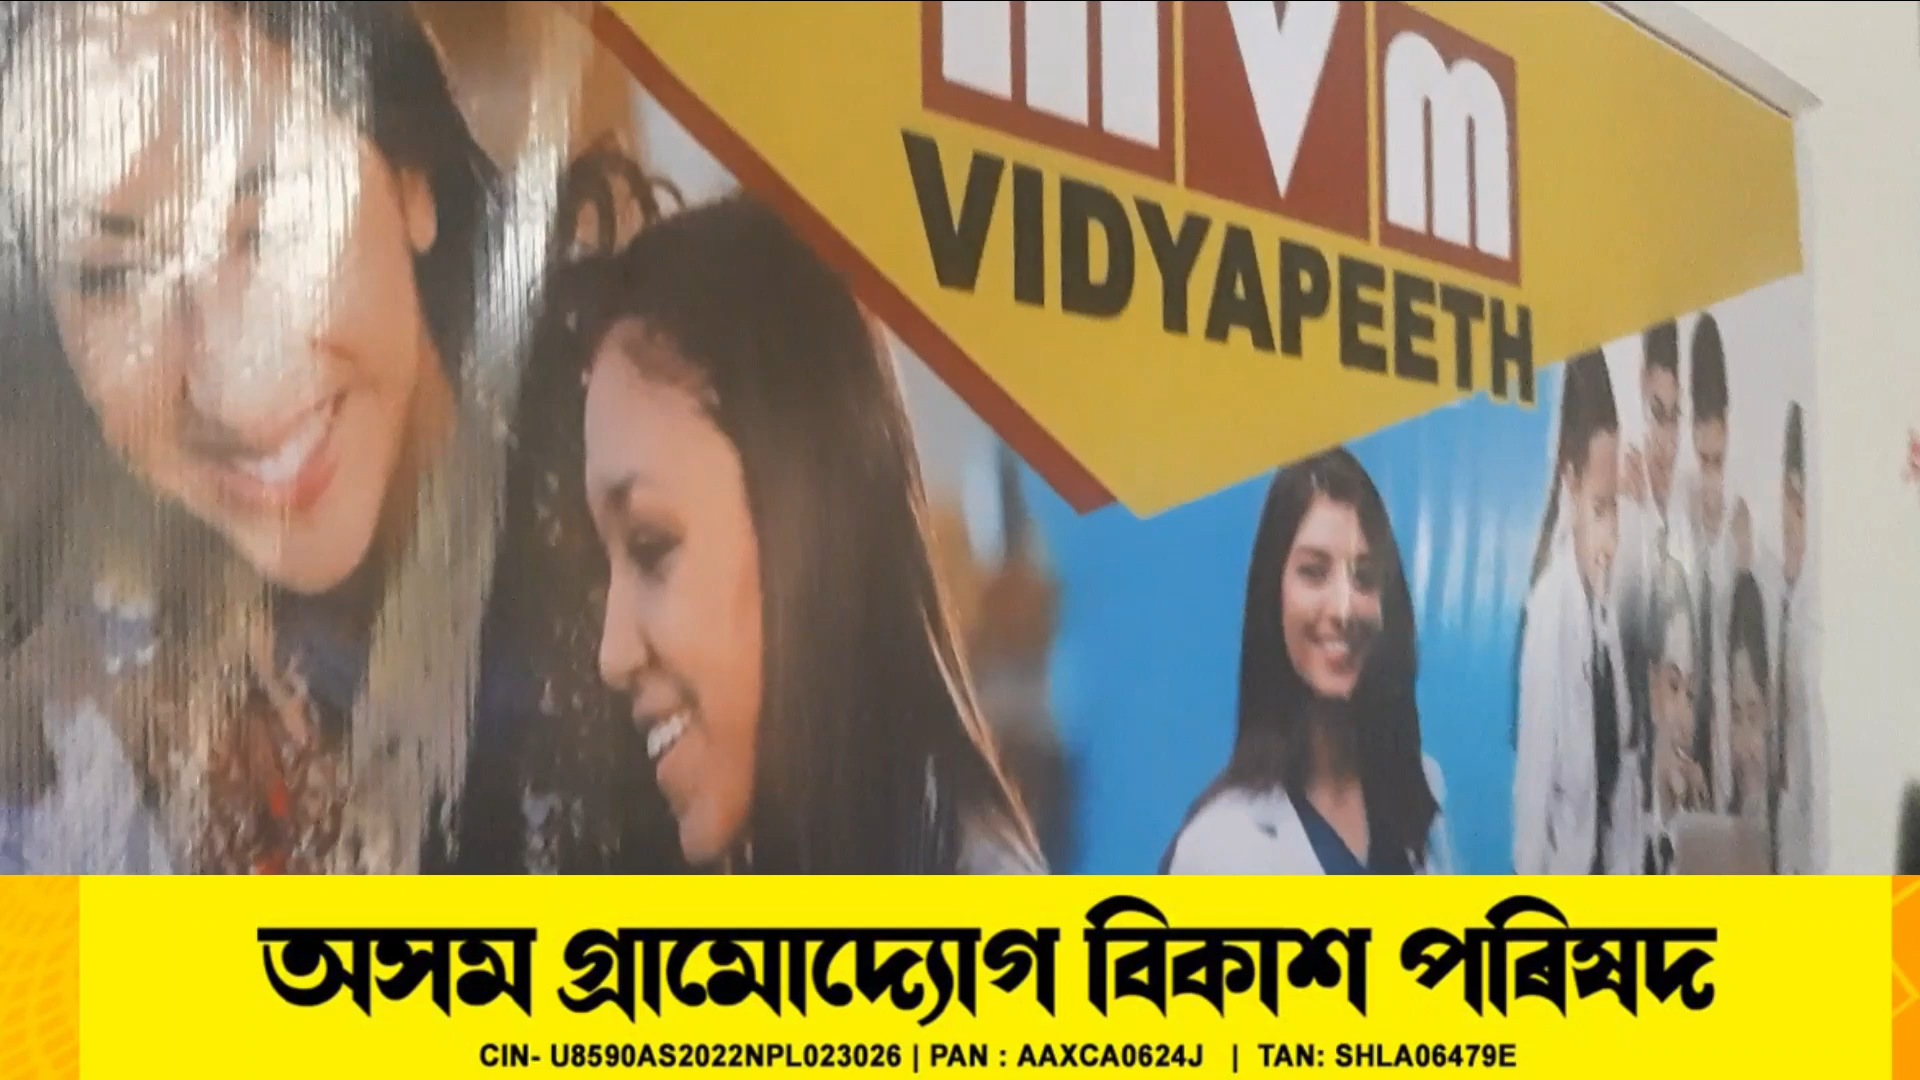 mvm
VIDYAPEETH
অসম গ্ৰামোদ্যোগ বিকাশ পৰিষদ
CIN- U8590AS2022NPL023026 | PAN : AAXCA0624J | TAN: SHLA06479E